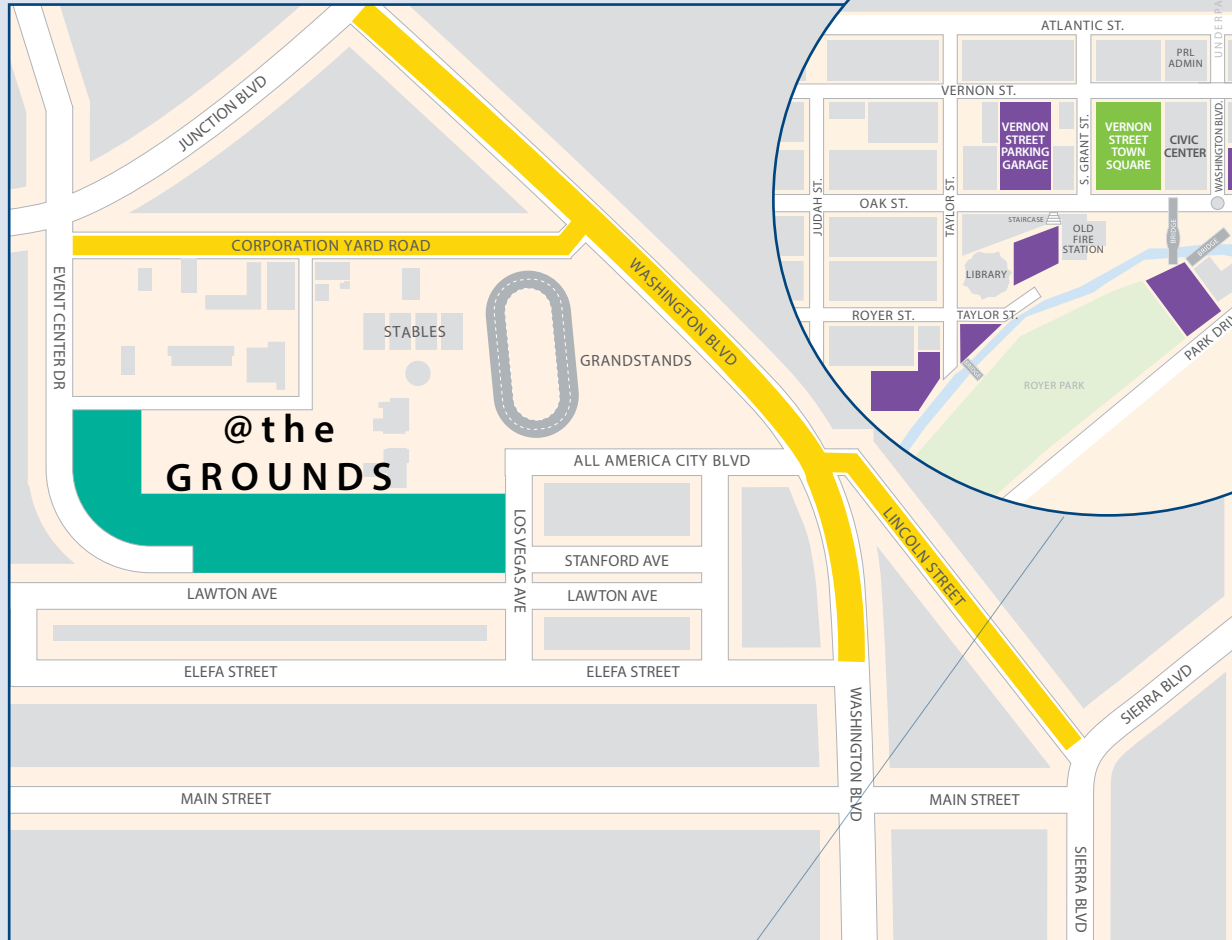 ATLANTIC ST.
UNDERPA
PRL
ADMIN
VERNON ST.
VERNON
STREET
PARKING
GARAGE
S. GRANT ST.
VERNON
STREET
TOWN
SQUARE
CIVIC
CENTER
WASHINGTON BLVD.
JUDAH ST.
OAK ST.
TAYLOR ST.
STAIRCASE
OLD
FIRE
STATION
BRIDGE
BRIDGE
LIBRARY
ROYER ST.
TAYLOR ST.
BRIDGE
ROYER PARK
PARK DRIV
JUNCTION BLVD
CORPORATION YARD ROAD
EVENT CENTER DR
WASHINGTON BLVD
STABLES
GRANDSTANDS
@the
GROUNDS
ALL AMERICA CITY BLVD
LOS VEGAS AVE
LINCOLN STREET
STANFORD AVE
LAWTON AVE
LAWTON AVE
ELEFA STREET
ELEFA STREET
SIERRA BLVD
WASHINGTON BLVD
MAIN STREET
MAIN STREET
SIERRA BLVD